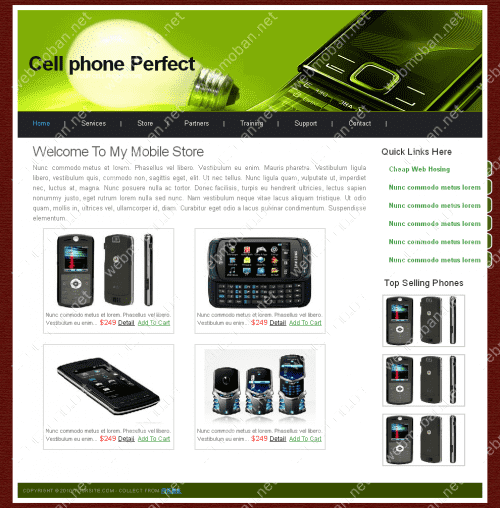 Cell phone Perfect
Home | Services | Store | Partners | Training | Support | Contact |
Welcome To My Mobile Store
Nunc commodo metus et lorem. Phasellus vel libero. Vestibulum eu enim. Mauris pharetra. Vestibulum ligula
libero, vestibulum quis, commodo non, sagittis eget, elit. Ut nec tellus. Nunc ligula quam, vulputate ut, imperdiet
nec, luctus at, magna. Nunc posuere nulla ac tortor. Donec facilisis, turpis eu hendrerit ultricies, lectus sapien
nonummy justo, eget rutrum lorem nulla sed nunc. Nam vestibulum neque vitae lacus aliquam tristique. Ut odio
quam, mollis in, ultrices vel, ullamcorper id, diam. Curabitur eget odio a lacus pulvinar condimentum. Suspendisse
elementum
Nunc commodo metus et lorem. Phasellus vel libero.
Vestibulum eu enim... $249 Detail Add To Cart
Nunc commodo metus et lorem. Phasellus vel libero.
Vestibulum eu enim... $249 Detail Add To Cart
Nunc commodo metus et lorem. Phasellus vel libero.
Vestibulum eu enim... $249 Detail Add To Cart
Nunc commodo metus et lorem. Phasellus vel libero.
Vestibulum eu enim... $249 Detail Add To Cart
Quick Links Here
Cheap Web Hosting
Nunc commodo metus lorem
Nunc commodo metus lorem
Nunc commodo metus lorem
Nunc commodo metus lorem
Nunc commodo metus lorem
Top Selling Phones
COLLECT FROM
webmoban.net